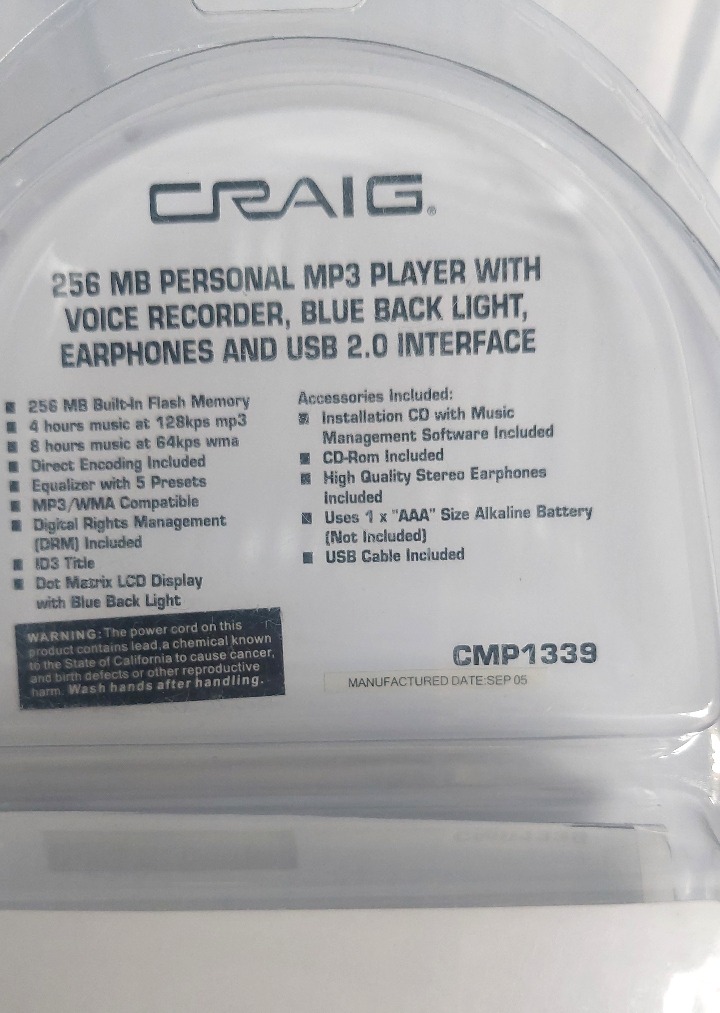 CRAIG®
256 MB PERSONAL MP3 PLAYER WITH
VOICE RECORDER, BLUE BACK LIGHT,
EARPHONES AND USB 2.0 INTERFACE
■ 256 MB Built-In Flash Memory
■ 4 hours music at 128kps mp3
■ 8 hours music at 64kps wma
■ Direct Encoding Included
■ Equalizer with 5 Presets
■ MP3/WMA Compatible
■ Digital Rights Management
(DRM) Included
■ ID3 Title
■ Dot Matrix LCD Display
with Blue Back Light
Accessories Included:
■ Installation CD with Music
Management Software Included
■ CD-Rom Included
■ High Quality Stereo Earphones
Included
■ Uses 1 x "AAA" Size Alkaline Battery
(Not Included)
■ USB Cable Included
WARNING: The power cord on this
product contains lead,a chemical known
to the State of California to cause cancer,
and birth defects or other reproductive
harm. Wash hands after handling.
CMP1339
MANUFACTURED DATE:SEP 05